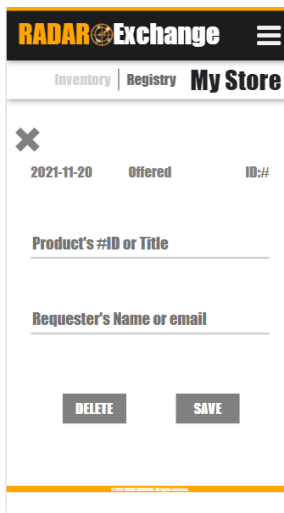 RADAR Exchange
Inventory | Registry My Store
2021-11-20 Offered ID:#
Product's #ID or Title
Requester's Name or email
DELETE SAVE